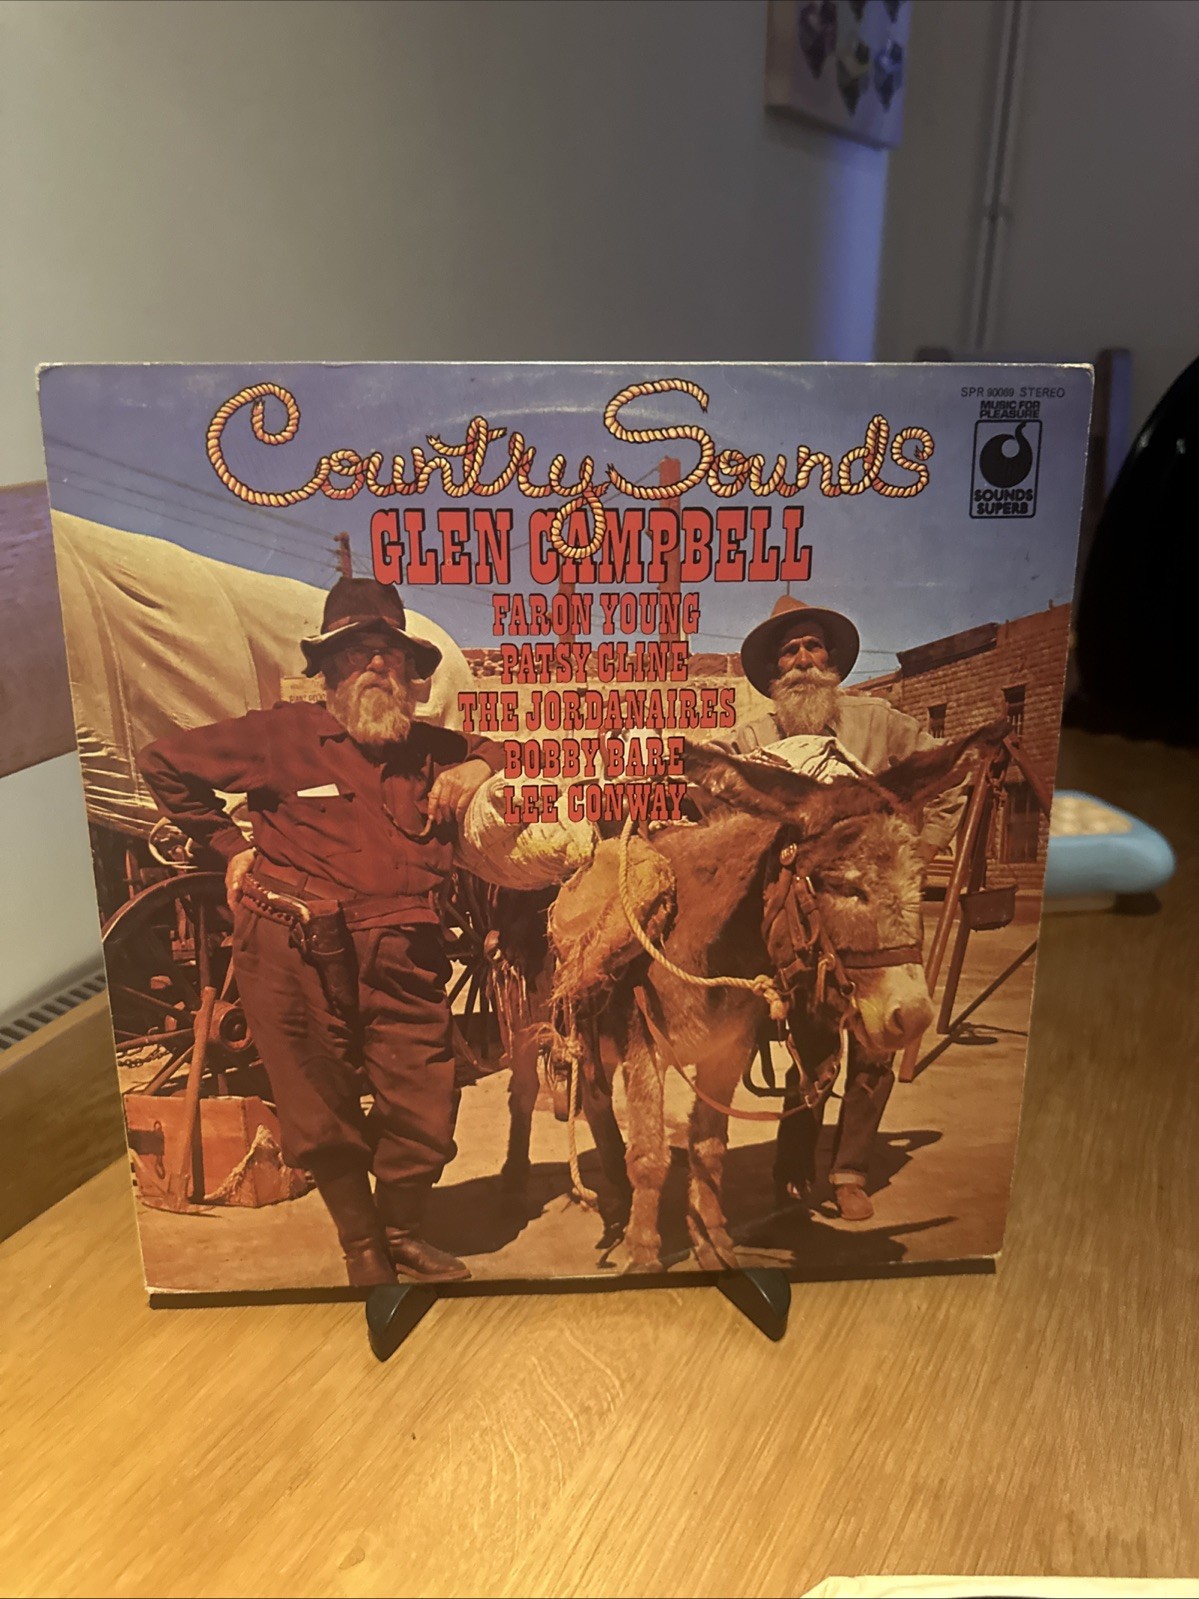 Country Sounds
SPR 90069 STEREO
MUSIC FOR
PLEASURE
SOUNDS
SUPERB
GLEN CAMPBELL
FARON YOUNG
PATSY CLINE
THE JORDANAIRES
BOBBY BARE
LEE CONWAY